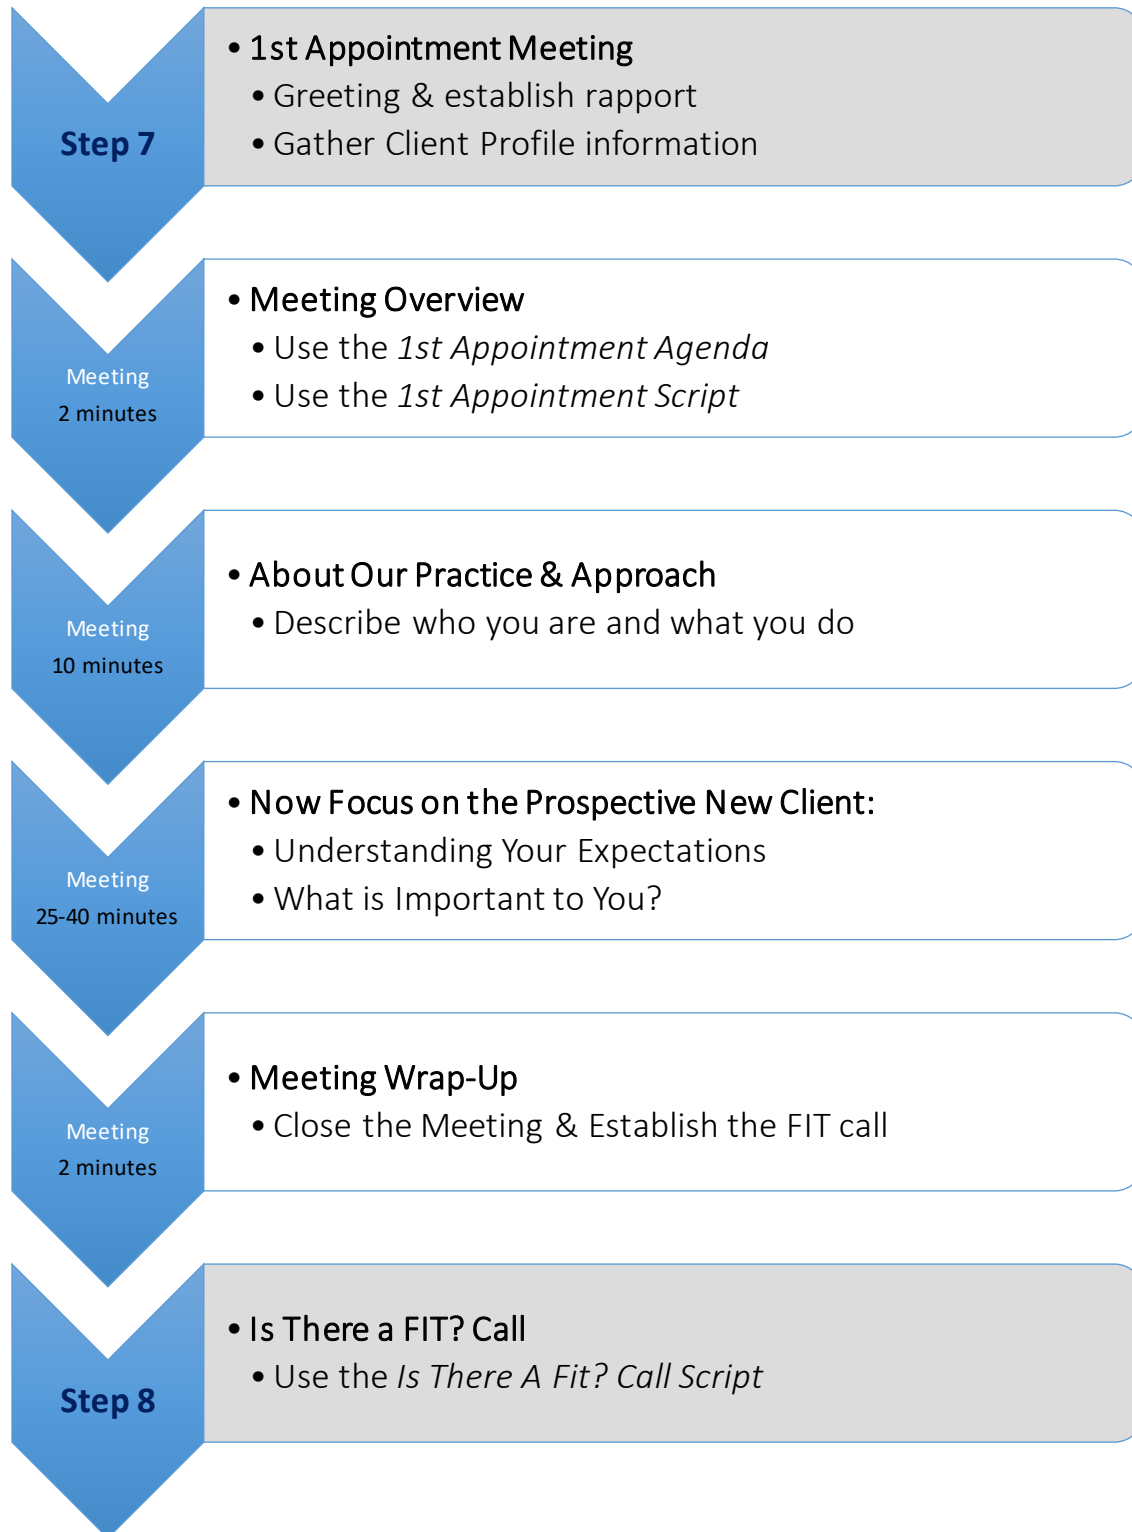 Step 7
• 1st Appointment Meeting
• Greeting & establish rapport
• Gather Client Profile information
Meeting
2 minutes
• Meeting Overview
• Use the 1st Appointment Agenda
• Use the 1st Appointment Script
Meeting
10 minutes
• About Our Practice & Approach
• Describe who you are and what you do
Meeting
25-40 minutes
• Now Focus on the Prospective New Client:
• Understanding Your Expectations
• What is Important to You?
Meeting
2 minutes
• Meeting Wrap-Up
• Close the Meeting & Establish the FIT call
Step 8
• Is There a FIT? Call
• Use the Is There A Fit? Call Script